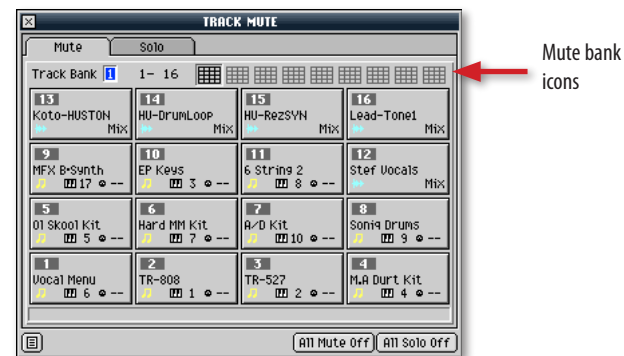 TRACK MUTE
Mute Solo
Track Bank 1 1- 16
Mute bank
icons
13 14 15 16
Koto-HUSTON HV-DrumLoop HV-RezSYN Lead-Tone1
Mix Mix Mix Mix
9 10 11 12
MFX B•Synth EP Keys 6 String 2 Stef Vocals
17 -- 3 -- 8 -- Mix
5 6 7 8
01 Skool Kit Hard MM Kit A/D Kit Soniq Drums
5 -- 7 -- 10 -- 9 --
1 2 3 4
Vocal Menu TR-808 TR-527 M.A Durt Kit
6 -- 1 -- 2 -- 4 --
All Mute Off All Solo Off